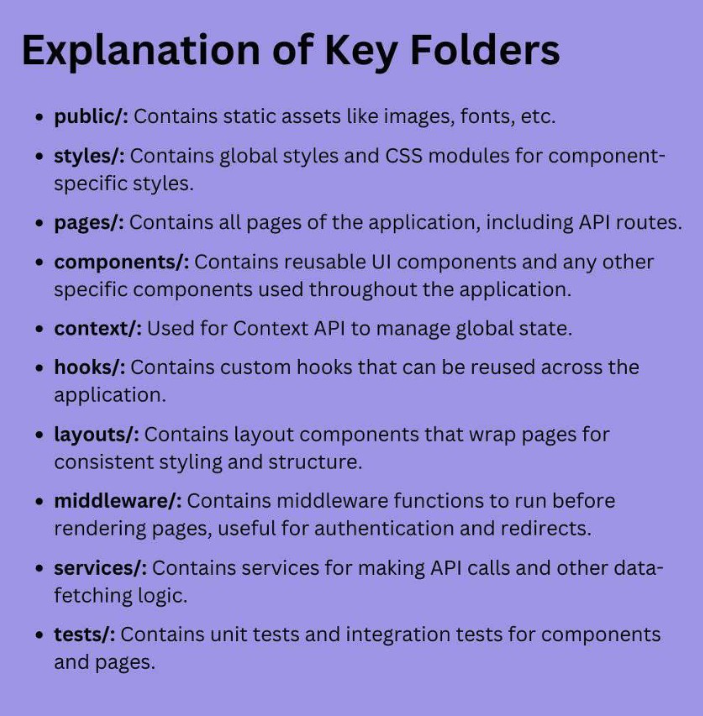 Explanation of Key Folders
• public/: Contains static assets like images, fonts, etc.
• styles/: Contains global styles and CSS modules for component-
specific styles.
• pages/: Contains all pages of the application, including API routes.
• components/: Contains reusable UI components and any other
specific components used throughout the application.
• context/: Used for Context API to manage global state.
• hooks/: Contains custom hooks that can be reused across the
application.
• layouts/: Contains layout components that wrap pages for
consistent styling and structure.
• middleware/: Contains middleware functions to run before
rendering pages, useful for authentication and redirects.
• services/: Contains services for making API calls and other data-
fetching logic.
• tests/: Contains unit tests and integration tests for components
and pages.